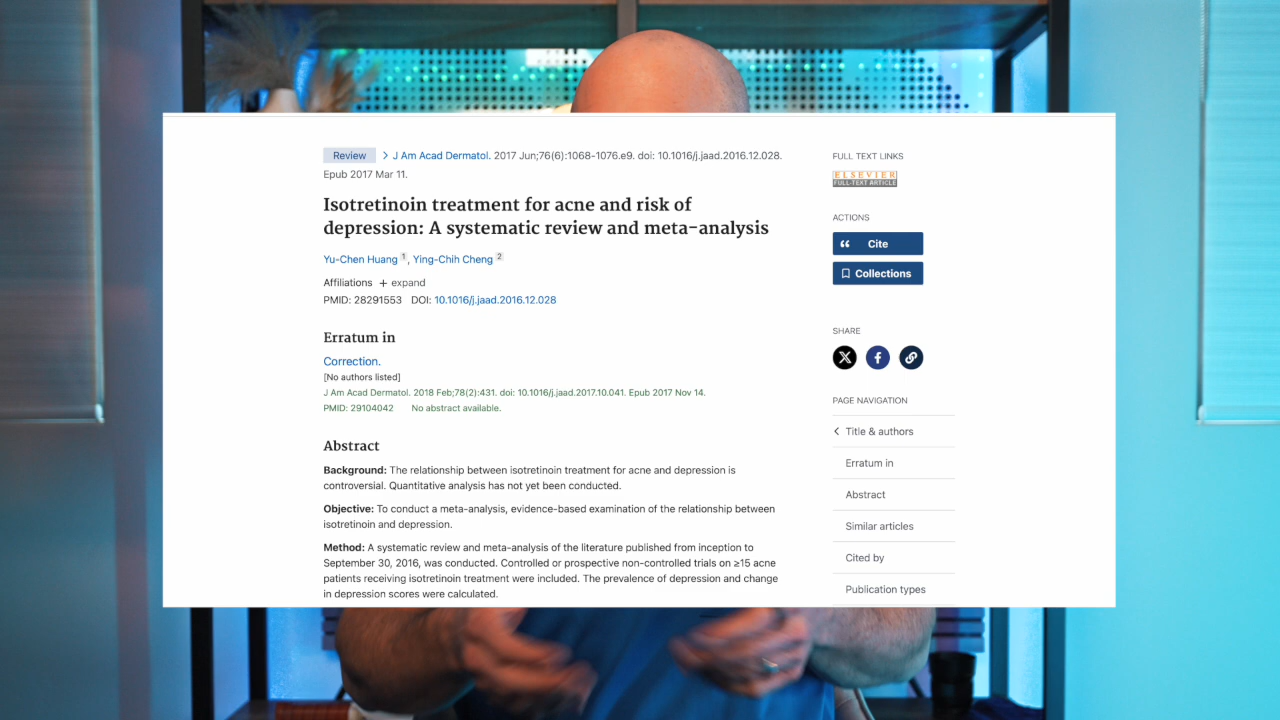 Review > J Am Acad Dermatol. 2017 Jun;76(6):1068-1076.e9. doi: 10.1016/j.jaad.2016.12.028.
Epub 2017 Mar 11.
Isotretinoin treatment for acne and risk of
depression: A systematic review and meta-analysis
Yu-Chen Huang 1, Ying-Chih Cheng 2
Affiliations + expand
PMID: 28291553 DOI: 10.1016/j.jaad.2016.12.028
Erratum in
Correction.
[No authors listed]
J Am Acad Dermatol. 2018 Feb;78(2):431. doi: 10.1016/j.jaad.2017.10.041. Epub 2017 Nov 14.
PMID: 29104042 No abstract available.
Abstract
Background: The relationship between isotretinoin treatment for acne and depression is
controversial. Quantitative analysis has not yet been conducted.
Objective: To conduct a meta-analysis, evidence-based examination of the relationship between
isotretinoin and depression.
Method: A systematic review and meta-analysis of the literature published from inception to
September 30, 2016, was conducted. Controlled or prospective non-controlled trials on ≥15 acne
patients receiving isotretinoin treatment were included. The prevalence of depression and change
in depression scores were calculated.
FULL TEXT LINKS
ELSEVIER
FULL-TEXT ARTICLE
ACTIONS
Cite
Collections
SHARE
PAGE NAVIGATION
Title & authors
Erratum in
Abstract
Similar articles
Cited by
Publication types